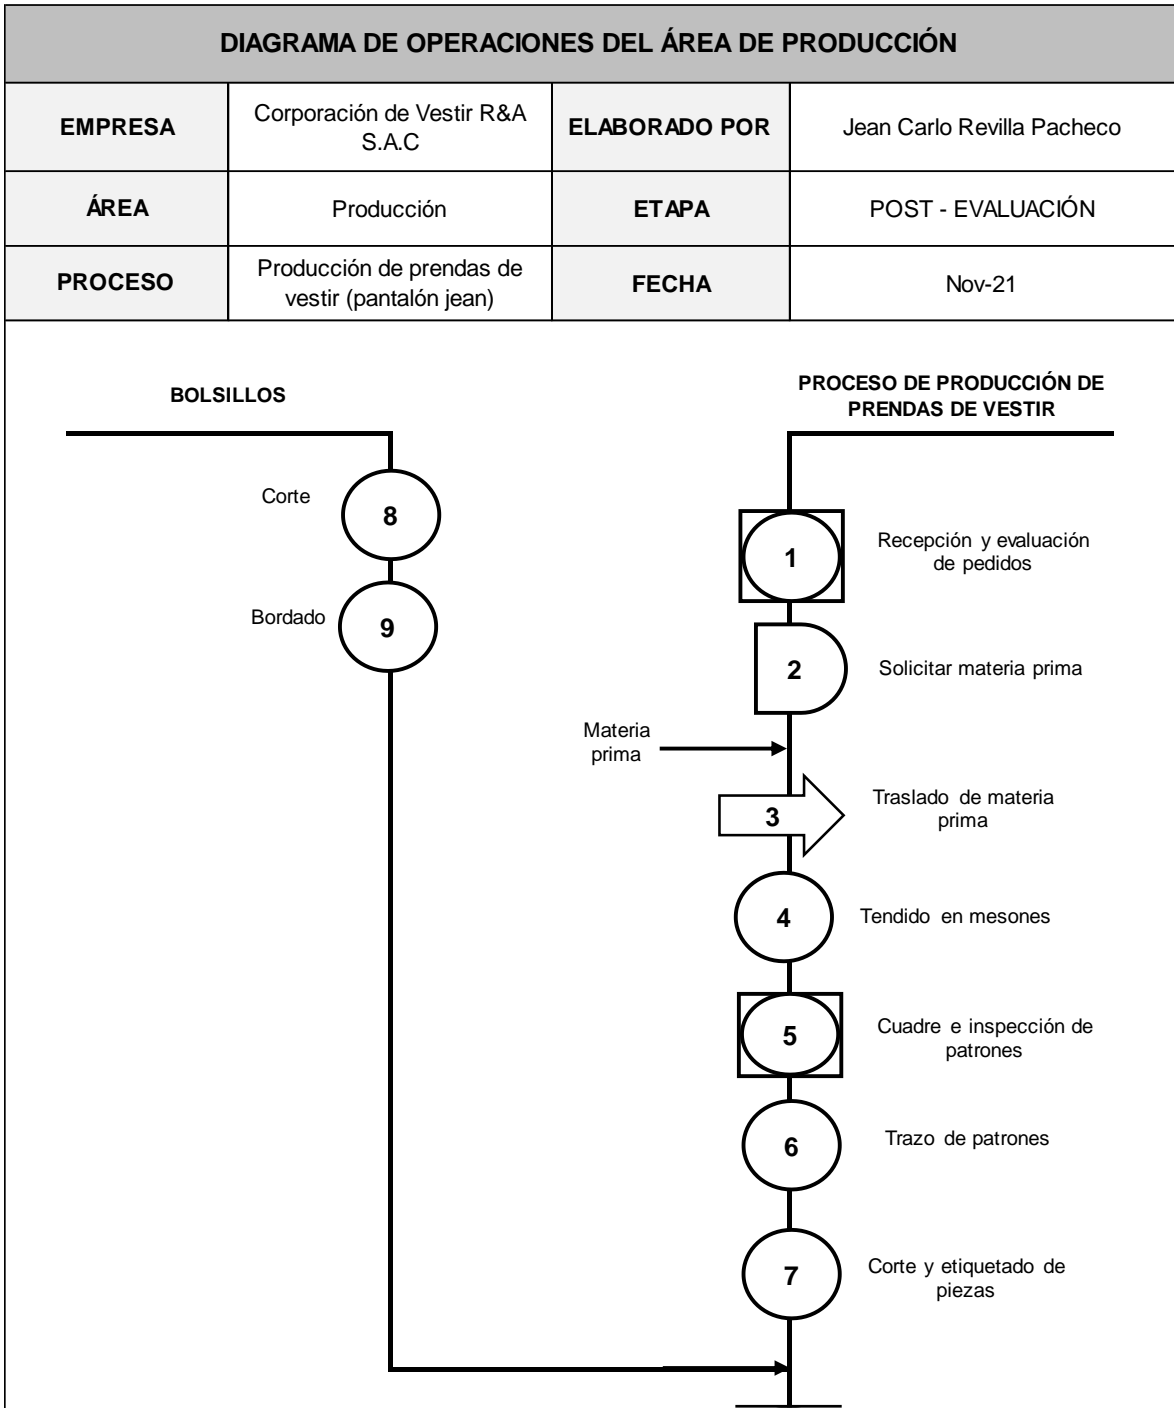 DIAGRAMA DE OPERACIONES DEL ÁREA DE PRODUCCIÓN
EMPRESA
Corporación de Vestir R&A
S.A.C
ELABORADO POR
Jean Carlo Revilla Pacheco
ÁREA
Producción
ETAPA
POST - EVALUACIÓN
PROCESO
Producción de prendas de
vestir (pantalón jean)
FECHA
Nov-21
BOLSILLOS
Corte
8
Bordado
9
PROCESO DE PRODUCCIÓN DE
PRENDAS DE VESTIR
1
Recepción y evaluación
de pedidos
2
Solicitar materia prima
Materia
prima
3
Traslado de materia
prima
4
Tendido en mesones
5
Cuadre e inspección de
patrones
6
Trazo de patrones
7
Corte y etiquetado de
piezas